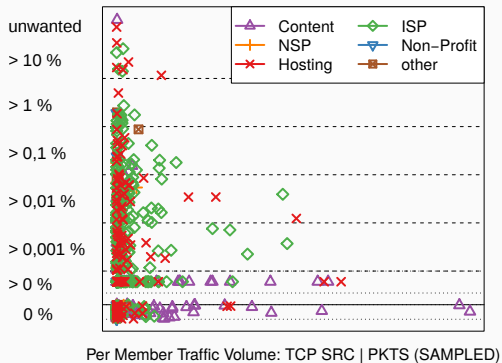 unwanted
> 10 %
> 1 %
> 0,1 %
> 0,01 %
> 0,001 %
> 0 %
0 %
Content
NSP
Hosting
ISP
Non−Profit
other
Per Member Traffic Volume: TCP SRC | PKTS (SAMPLED)